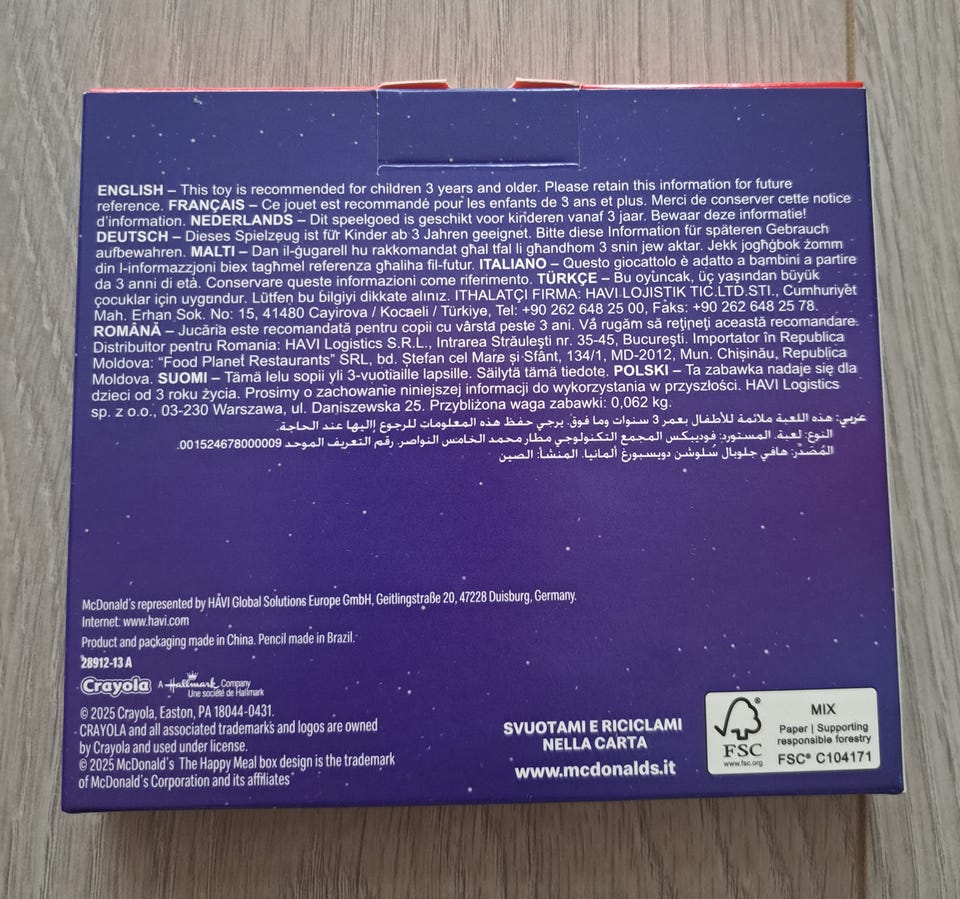 ENGLISH – This toy is recommended for children 3 years and older. Please retain this information for future
reference. FRANÇAIS – Ce jouet est recommandé pour les enfants de 3 ans et plus. Merci de conserver cette notice
d'information. NEDERLANDS – Dit speelgoed is geschikt voor kinderen vanaf 3 jaar. Bewaar deze informatie!
DEUTSCH – Dieses Spielzeug ist für Kinder ab 3 Jahren geeignet. Bitte diese Information für späteren Gebrauch
aufbewahren. MALTI – Dan il-ġugarell hu rakkomandat għal tfal li għandhom 3 snin jew aktar. Jekk jogħġbok żomm
din l-informazzjoni biex tagħmel referenza għaliha fil-futur. ITALIANO – Questo giocattolo è adatto a bambini a partire
da 3 anni di età. Conservare queste informazioni come riferimento. TÜRKÇE – Bu oyuncak, üç yaşından büyük
çocuklar için uygundur. Lütfen bu bilgiyi dikkate alınız. ITHALATÇI FIRMA: HAVI LOJISTIK TIC.LTD.STI., Cumhuriyet
Mah. Erhan Sok. No: 15, 41480 Cayirova / Kocaeli / Türkiye, Tel: +90 262 648 25 00, Faks: +90 262 648 25 78.
ROMÂNĂ – Jucăria este recomandată pentru copii cu vârsta peste 3 ani. Vă rugăm să rețineți această recomandare.
Distribuitor pentru Romania: HAVI Logistics S.R.L., Intrarea Străulești nr. 35-45, București. Importator în Republica
Moldova: “Food Planet Restaurants” SRL, bd. Ștefan cel Mare și Sfânt, 134/1, MD-2012, Mun. Chișinău, Republica
Moldova. SUOMI – Tämä lelu sopii yli 3-vuotiaille lapsille. Säilytä tämä tiedote. POLSKI – Ta zabawka nadaje się dla
dzieci od 3 roku życia. Prosimy o zachowanie niniejszej informacji do wykorzystania w przyszłości. HAVI Logistics
sp. z o.o., 03-230 Warszawa, ul. Daniszewska 25. Przybliżona waga zabawki: 0,062 kg.
عربي: هذه اللعبة ملائمة للأطفال بعمر 3 سنوات وما فوق. يرجى حفظ هذه المعلومات للرجوع إليها عند الحاجة.
النوع: لعبة. المستورد: فوديبكس المجمع التكنولوجي مطار محمد الخامس النواصر. رقم التعريف الموحد 001524678000009.
المُصَدِّر: هافي جلوبال سُلوشن دويسبورغ ألمانيا. المنشأ: الصين
McDonald's represented by HAVI Global Solutions Europe GmbH, Geitlingstraße 20, 47228 Duisburg, Germany.
Internet: www.havi.com
Product and packaging made in China. Pencil made in Brazil.
28912-13 A
Crayola A Hallmark Company
Une société de Hallmark
© 2025 Crayola, Easton, PA 18044-0431.
CRAYOLA and all associated trademarks and logos are owned
by Crayola and used under license.
© 2025 McDonald's The Happy Meal box design is the trademark
of McDonald's Corporation and its affiliates
SVUOTAMI E RICICLAMI
NELLA CARTA
www.mcdonalds.it
FSC
www.fsc.org
MIX
Paper | Supporting
responsible forestry
FSC® C104171